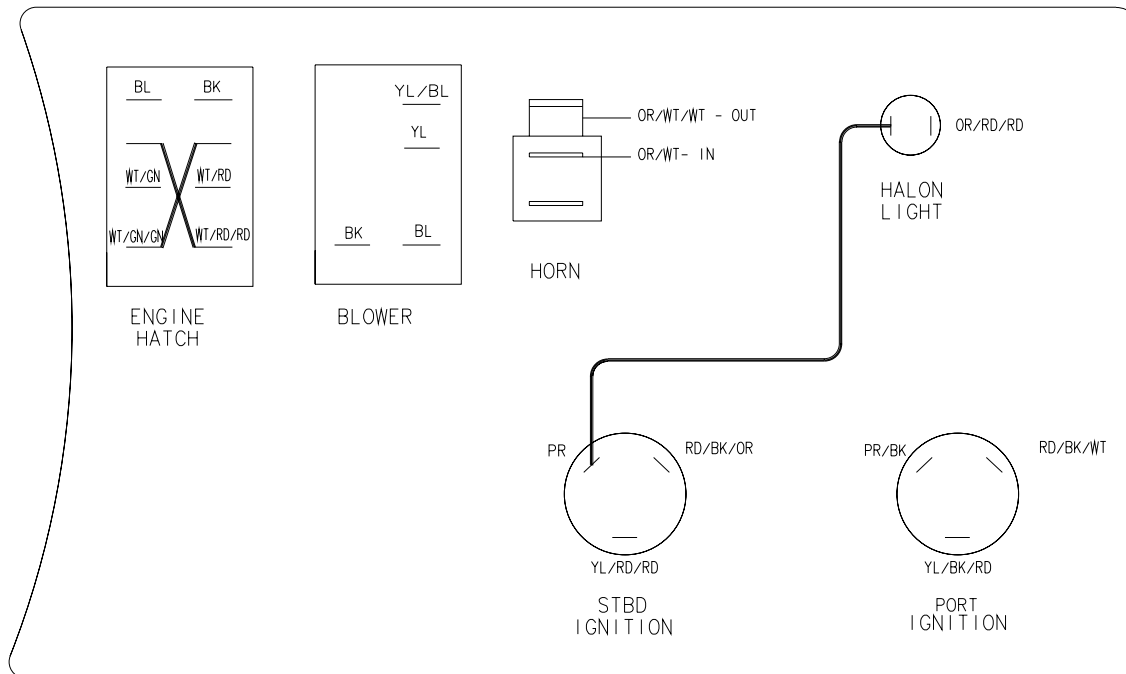 BL BK
WT/GN WT/RD
WT/GN/GN WT/RD/RD
ENGINE
HATCH
YL/BL
YL
BK BL
BLOWER
OR/WT/WT - OUT
OR/WT- IN
HORN
OR/RD/RD
HALON
LIGHT
PR RD/BK/OR
YL/RD/RD
STBD
IGNITION
PR/BK RD/BK/WT
YL/BK/RD
PORT
IGNITION